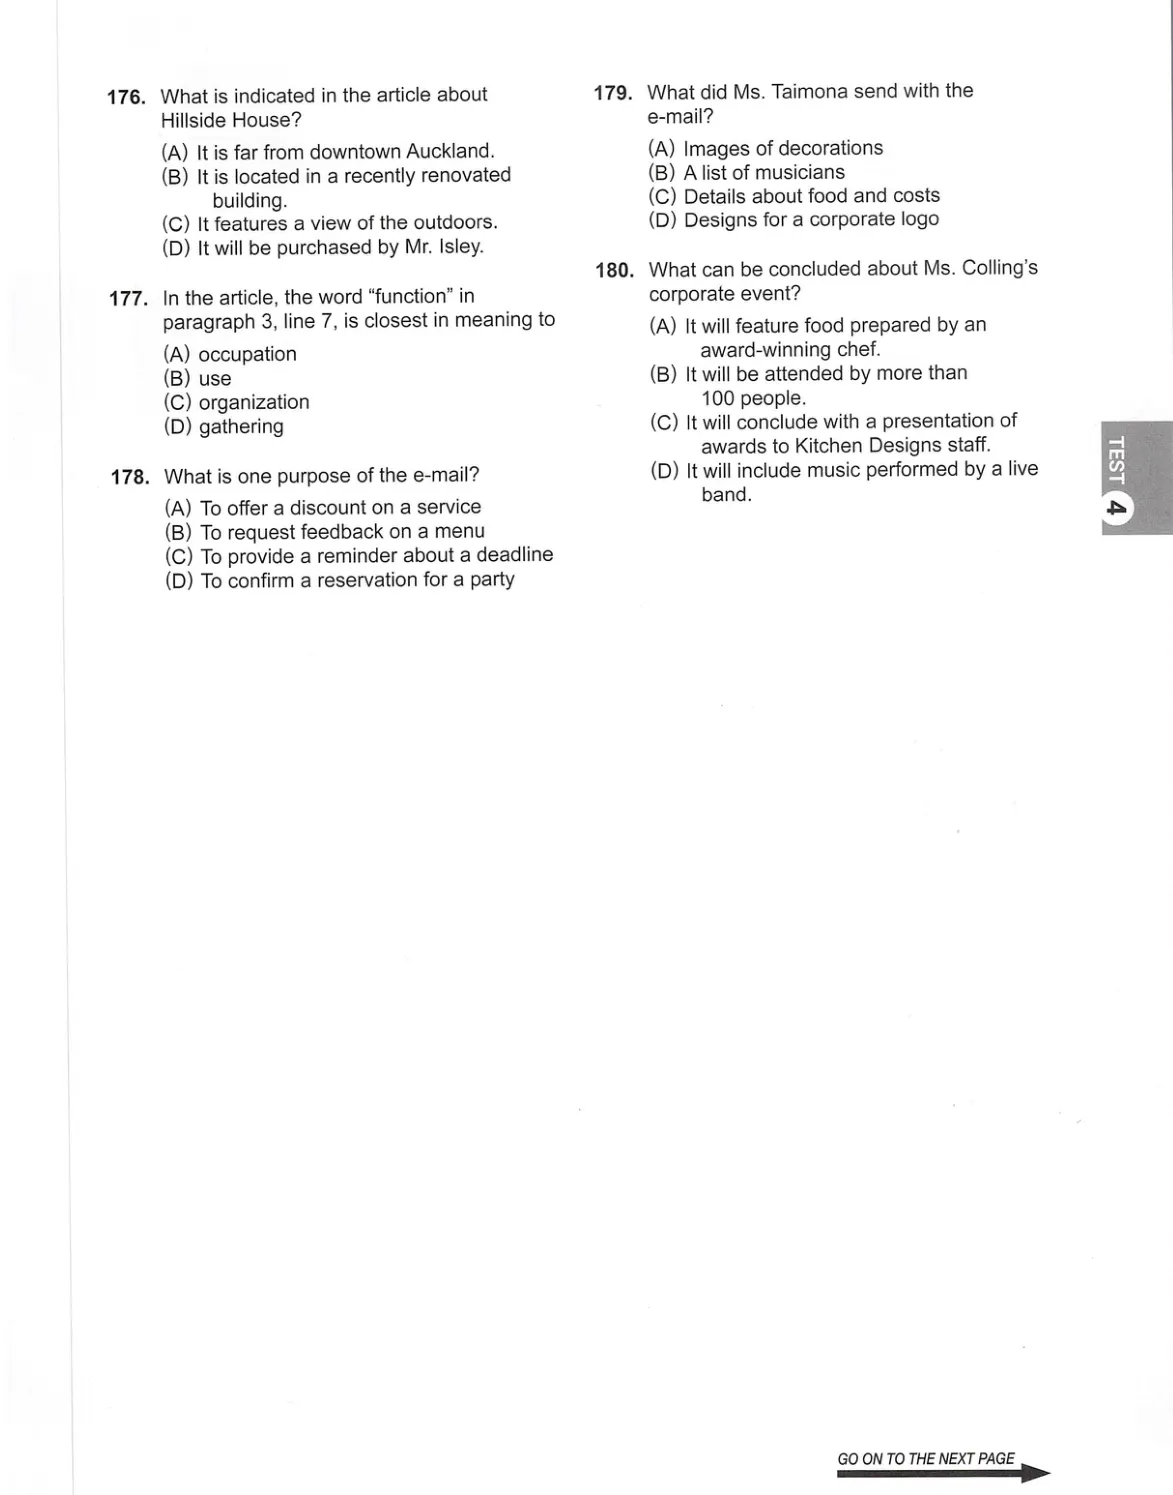 176. What is indicated in the article about
Hillside House?
(A) It is far from downtown Auckland.
(B) It is located in a recently renovated
building.
(C) It features a view of the outdoors.
(D) It will be purchased by Mr. Isley.
177. In the article, the word “function” in
paragraph 3, line 7, is closest in meaning to
(A) occupation
(B) use
(C) organization
(D) gathering
178. What is one purpose of the e-mail?
(A) To offer a discount on a service
(B) To request feedback on a menu
(C) To provide a reminder about a deadline
(D) To confirm a reservation for a party
179. What did Ms. Taimona send with the
e-mail?
(A) Images of decorations
(B) A list of musicians
(C) Details about food and costs
(D) Designs for a corporate logo
180. What can be concluded about Ms. Colling’s
corporate event?
(A) It will feature food prepared by an
award-winning chef.
(B) It will be attended by more than
100 people.
(C) It will conclude with a presentation of
awards to Kitchen Designs staff.
(D) It will include music performed by a live
band.
TEST 4
GO ON TO THE NEXT PAGE